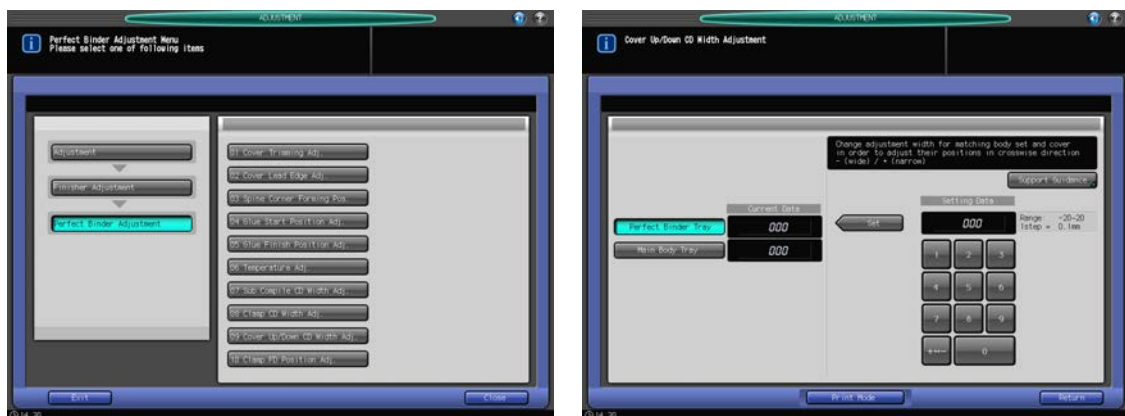 ADJUSTMENT
Perfect Binder Adjustment Menu
Please select one of following items
Adjustment
Finisher Adjustment
Perfect Binder Adjustment
01 Cover Trimming Adj.
02 Cover Lead Edge Adj.
03 Spine Corner Forming Pos.
04 Glue Start Position Adj.
05 Glue Finish Position Adj.
06 Temperature Adj.
07 Sub Compile CD Width Adj.
08 Clamp CD Width Adj.
09 Cover Up/Down CD Width Adj.
10 Clamp FD Position Adj.
Exit
Close
14:30
ADJUSTMENT
Cover Up/Down CD Width Adjustment
Change adjustment width for matching body set and cover
in order to adjust their positions in crosswise direction
- (wide) / + (narrow)
Support Guidance
Current Data
Setting Data
Perfect Binder Tray
000
Set
000
Range -20~20
1step = 0.1mm
Main Body Tray
000
1 2 3
4 5 6
7 8 9
+⇔- 0
Print Mode
Return
14:30